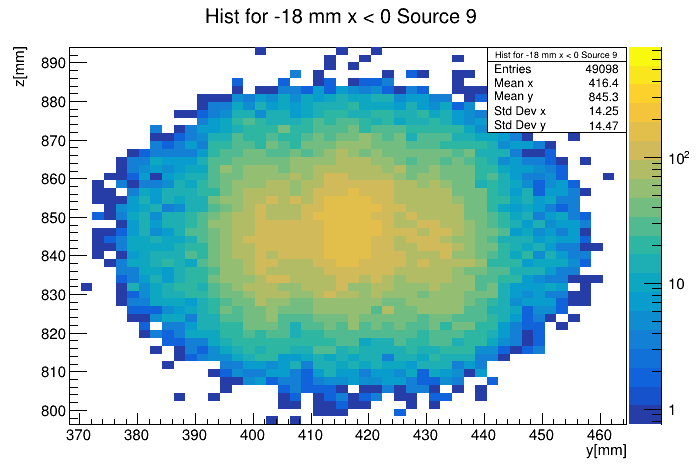 Hist for -18 mm x < 0 Source 9
Hist for -18 mm x < 0 Source 9
Entries 49098
Mean x 416.4
Mean y 845.3
Std Dev x 14.25
Std Dev y 14.47
z[mm]
890
880
870
860
850
840
830
820
810
800
370 380 390 400 410 420 430 440 450 460
y[mm]
10²
10
1